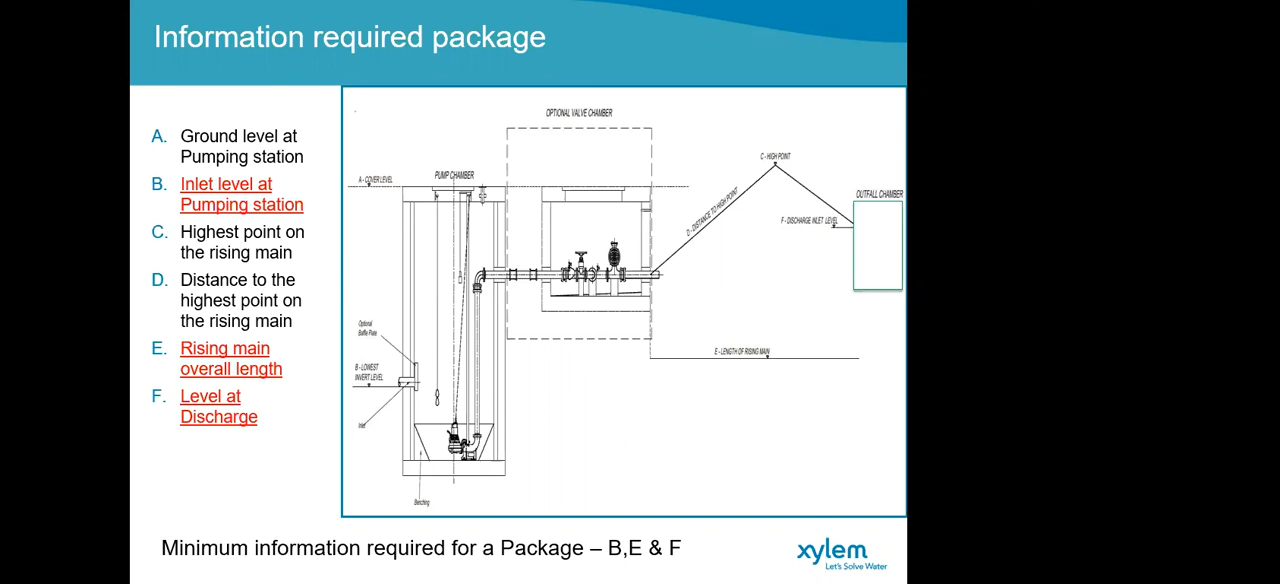 Information required package
A. Ground level at
Pumping station
B. Inlet level at
Pumping station
C. Highest point on
the rising main
D. Distance to the
highest point on
the rising main
E. Rising main
overall length
F. Level at
Discharge
OPTIONAL VALVE CHAMBER
A - COVER LEVEL
PUMP CHAMBER
C - HIGH POINT
D - DISTANCE TO HIGH POINT
OUTFALL CHAMBER
F - DISCHARGE INLET LEVEL
Optional
Baffle Plate
B - LOWEST
INVERT LEVEL
Inlet
E - LENGTH OF RISING MAIN
Benching
Minimum information required for a Package – B,E & F
xylem
Let's Solve Water